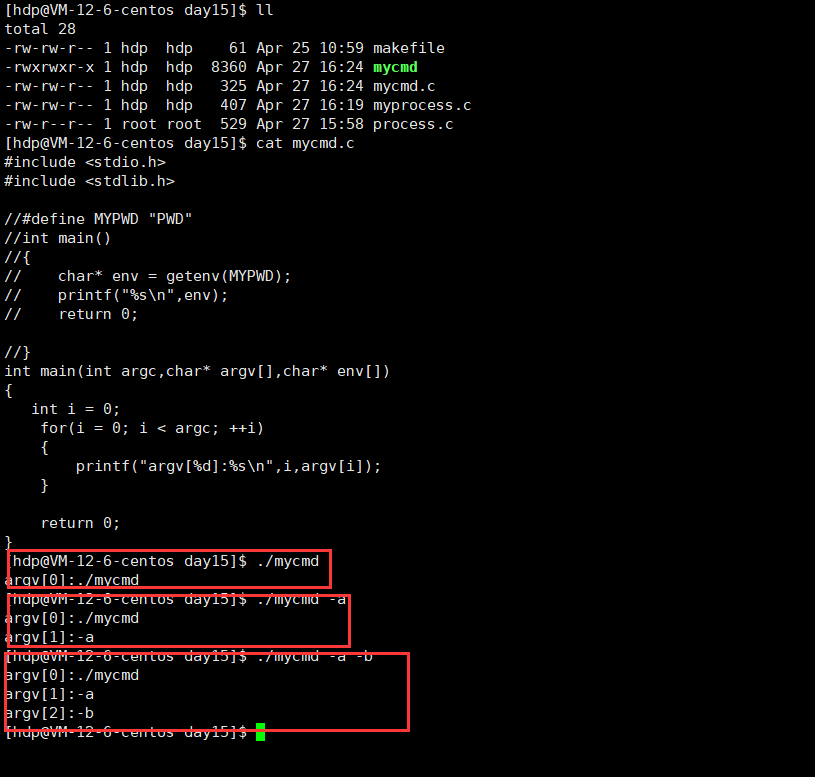 [hdp@VM-12-6-centos day15]$ ll
total 28
-rw-rw-r-- 1 hdp  hdp    61 Apr 25 10:59 makefile
-rwxrwxr-x 1 hdp  hdp  8360 Apr 27 16:24 mycmd
-rw-rw-r-- 1 hdp  hdp   325 Apr 27 16:24 mycmd.c
-rw-rw-r-- 1 hdp  hdp   407 Apr 27 16:19 myprocess.c
-rw-r--r-- 1 root root  529 Apr 27 15:58 process.c
[hdp@VM-12-6-centos day15]$ cat mycmd.c
#include <stdio.h>
#include <stdlib.h>

//#define MYPWD "PWD"
//int main()
//{
//    char* env = getenv(MYPWD);
//    printf("%s\n",env);
//    return 0;

//}
int main(int argc,char* argv[],char* env[])
{
   int i = 0;
    for(i = 0; i < argc; ++i)
    {
        printf("argv[%d]:%s\n",i,argv[i]);
    }

    return 0;
}
[hdp@VM-12-6-centos day15]$ ./mycmd
argv[0]:./mycmd
[hdp@VM-12-6-centos day15]$ ./mycmd -a
argv[0]:./mycmd
argv[1]:-a
[hdp@VM-12-6-centos day15]$ ./mycmd -a -b
argv[0]:./mycmd
argv[1]:-a
argv[2]:-b
[hdp@VM-12-6-centos day15]$